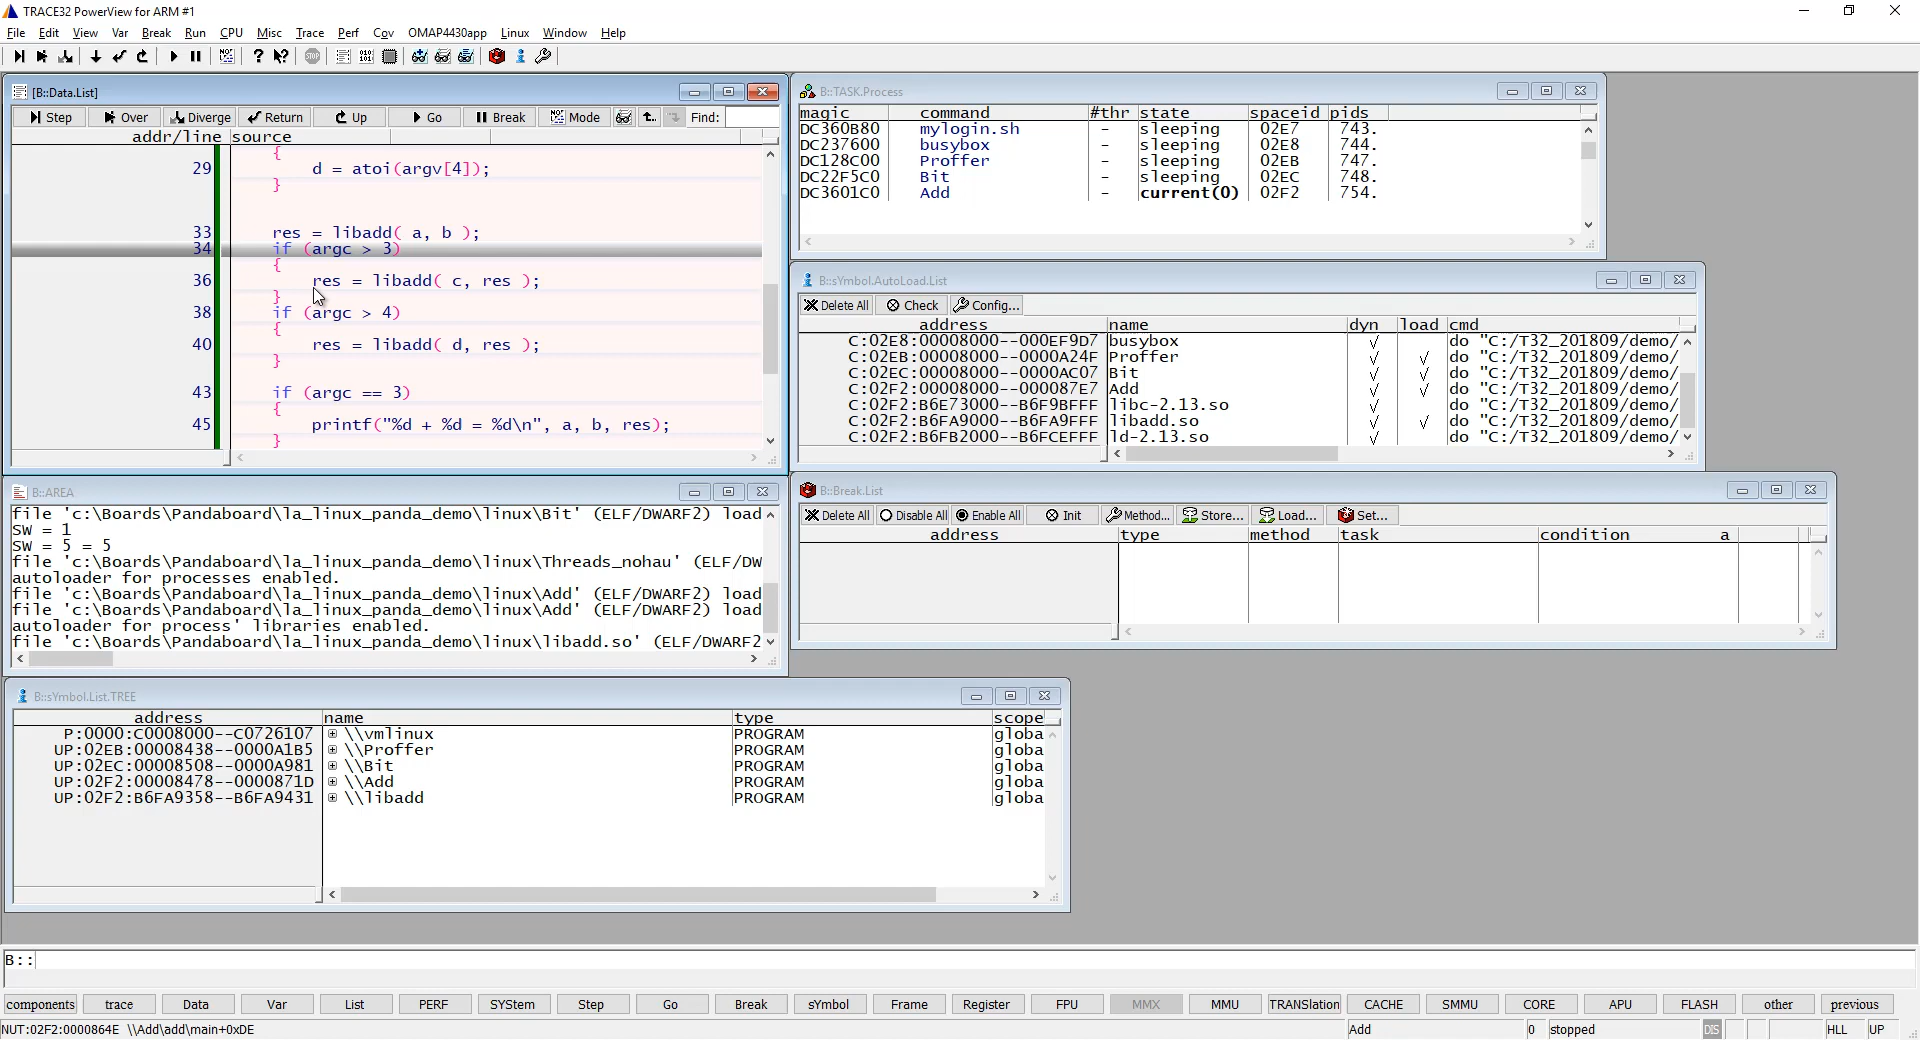 TRACE32 PowerView for ARM #1
File Edit View Var Break Run CPU Misc Trace Perf Cov OMAP4430app Linux Window Help
[B::Data.List]
Step Over Diverge Return Up Go Break Mode Find:
addr/line source
{
29 d = atoi(argv[4]);
}
33 res = libadd( a, b );
34 if (argc > 3)
{
36 res = libadd( c, res );
}
38 if (argc > 4)
{
40 res = libadd( d, res );
}
43 if (argc == 3)
{
45 printf("%d + %d = %d\n", a, b, res);
}
B::TASK.Process
magic command #thr state spaceid pids
DC360B80 mylogin.sh - sleeping 02E7 743.
DC237600 busybox - sleeping 02E8 744.
DC128C00 Proffer - sleeping 02EB 747.
DC22F5C0 Bit - sleeping 02EC 748.
DC3601C0 Add - current(0) 02F2 754.
B::sYmbol.AutoLoad.List
Delete All Check Config...
address name dyn load cmd
C:02E8:00008000--000EF9D7 busybox √ do "C:/T32_201809/demo/
C:02EB:00008000--0000A24F Proffer √ √ do "C:/T32_201809/demo/
C:02EC:00008000--0000AC07 Bit √ √ do "C:/T32_201809/demo/
C:02F2:00008000--000087E7 Add √ √ do "C:/T32_201809/demo/
C:02F2:B6E73000--B6F9BFFF libc-2.13.so √ do "C:/T32_201809/demo/
C:02F2:B6FA9000--B6FA9FFF libadd.so √ √ do "C:/T32_201809/demo/
C:02F2:B6FB2000--B6FCEFFF ld-2.13.so √ do "C:/T32_201809/demo/
B::AREA
file 'c:\Boards\Pandaboard\la_linux_panda_demo\linux\Bit' (ELF/DWARF2) load
SW = 1
SW = 5 = 5
file 'c:\Boards\Pandaboard\la_linux_panda_demo\linux\Threads_nohau' (ELF/DW
autoloader for processes enabled.
file 'c:\Boards\Pandaboard\la_linux_panda_demo\linux\Add' (ELF/DWARF2) load
file 'c:\Boards\Pandaboard\la_linux_panda_demo\linux\Add' (ELF/DWARF2) load
autoloader for process' libraries enabled.
file 'c:\Boards\Pandaboard\la_linux_panda_demo\linux\libadd.so' (ELF/DWARF2
B::Break.List
Delete All Disable All Enable All Init Method... Store... Load... Set...
address type method task condition a
B::sYmbol.List.TREE
address name type scope
P:0000:C0008000--C0726107 \\vmlinux PROGRAM globa
UP:02EB:00008438--0000A1B5 \\Proffer PROGRAM globa
UP:02EC:00008508--0000A981 \\Bit PROGRAM globa
UP:02F2:00008478--0000871D \\Add PROGRAM globa
UP:02F2:B6FA9358--B6FA9431 \\libadd PROGRAM globa
B::
components trace Data Var List PERF SYStem Step Go Break sYmbol Frame Register FPU MMX MMU TRANSlation CACHE SMMU CORE APU FLASH other previous
NUT:02F2:0000864E \\Add\add\main+0xDE Add 0 stopped DIS HLL UP